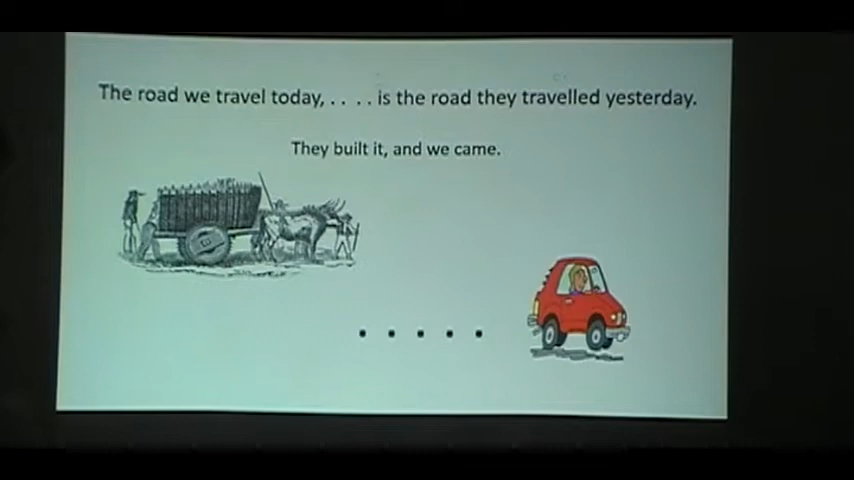 The road we travel today, . . . . is the road they travelled yesterday.
They built it, and we came.
. . . . .